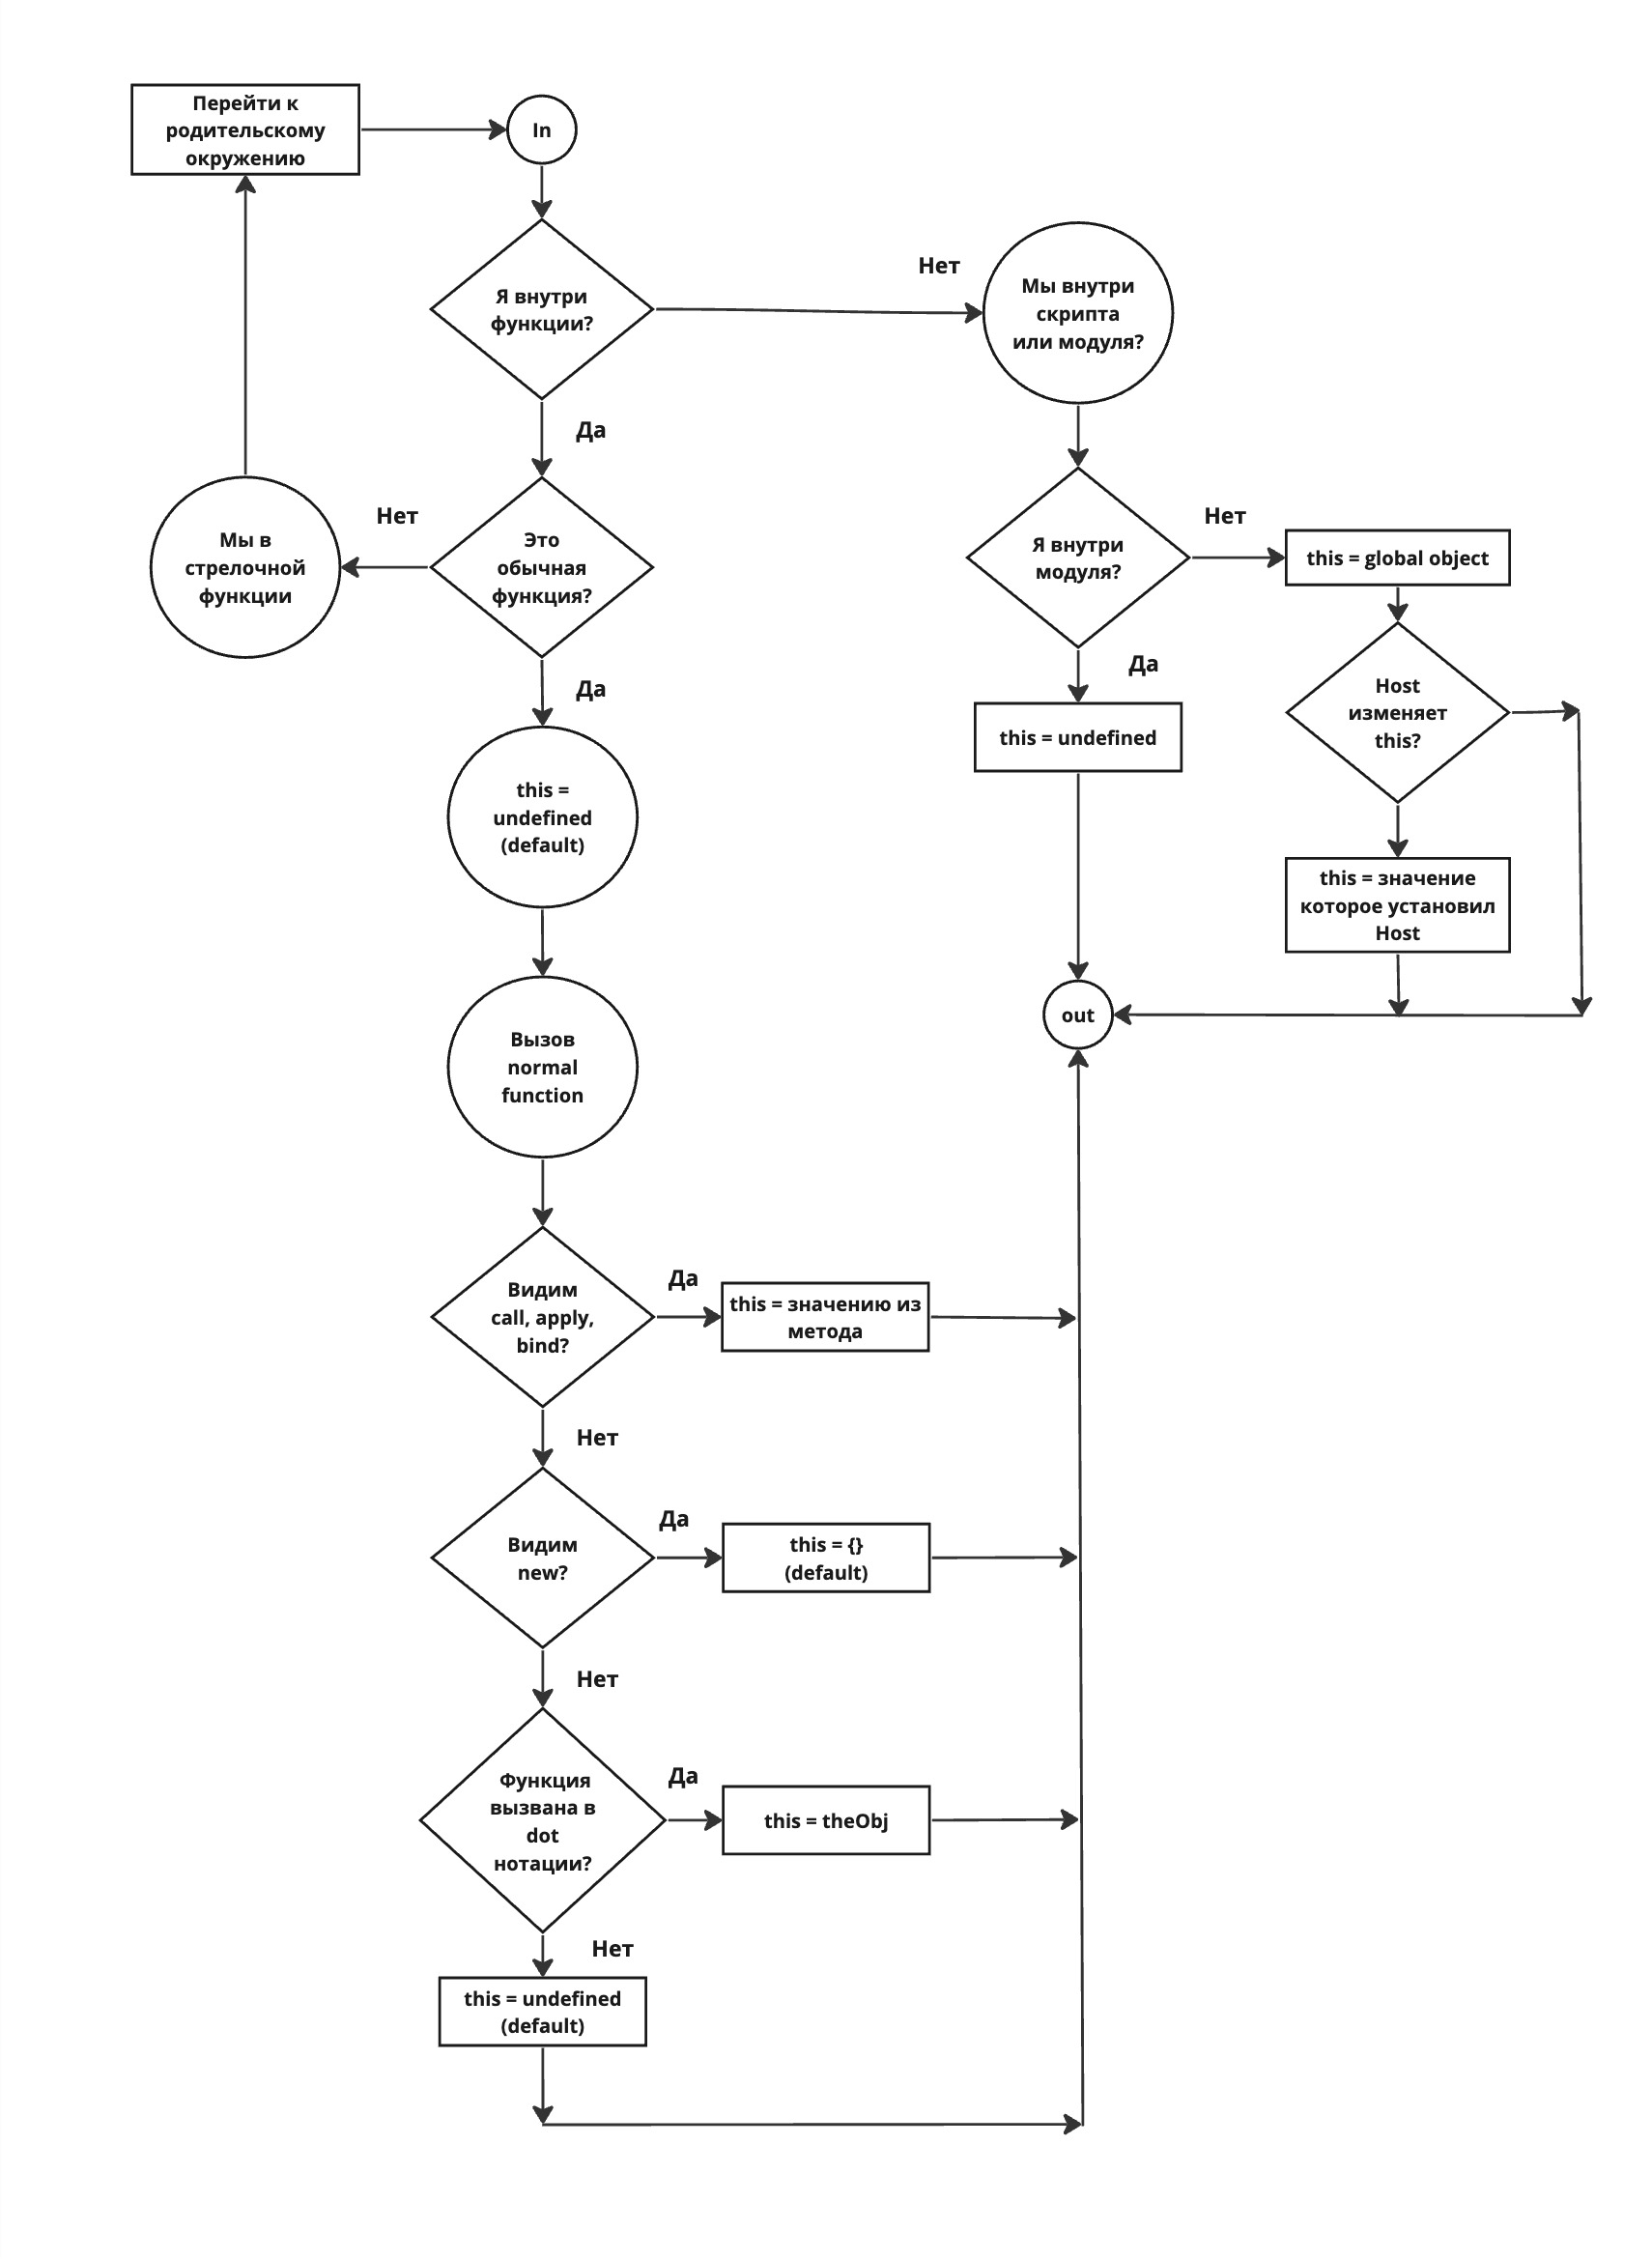 Перейти к
родительскому
окружению
In
Я внутри
функции?
Нет
Мы внутри
скрипта
или модуля?
Да
Мы в
стрелочной
функции
Нет
Это
обычная
функция?
Я внутри
модуля?
Нет
this = global object
Да
Да
this = undefined
Host
изменяет
this?
this =
undefined
(default)
this = значение
которое установил
Host
out
Вызов
normal
function
Видим
call, apply,
bind?
Да
this = значению из
метода
Нет
Видим
new?
Да
this = {}
(default)
Нет
Функция
вызвана в
dot
нотации?
Да
this = theObj
Нет
this = undefined
(default)